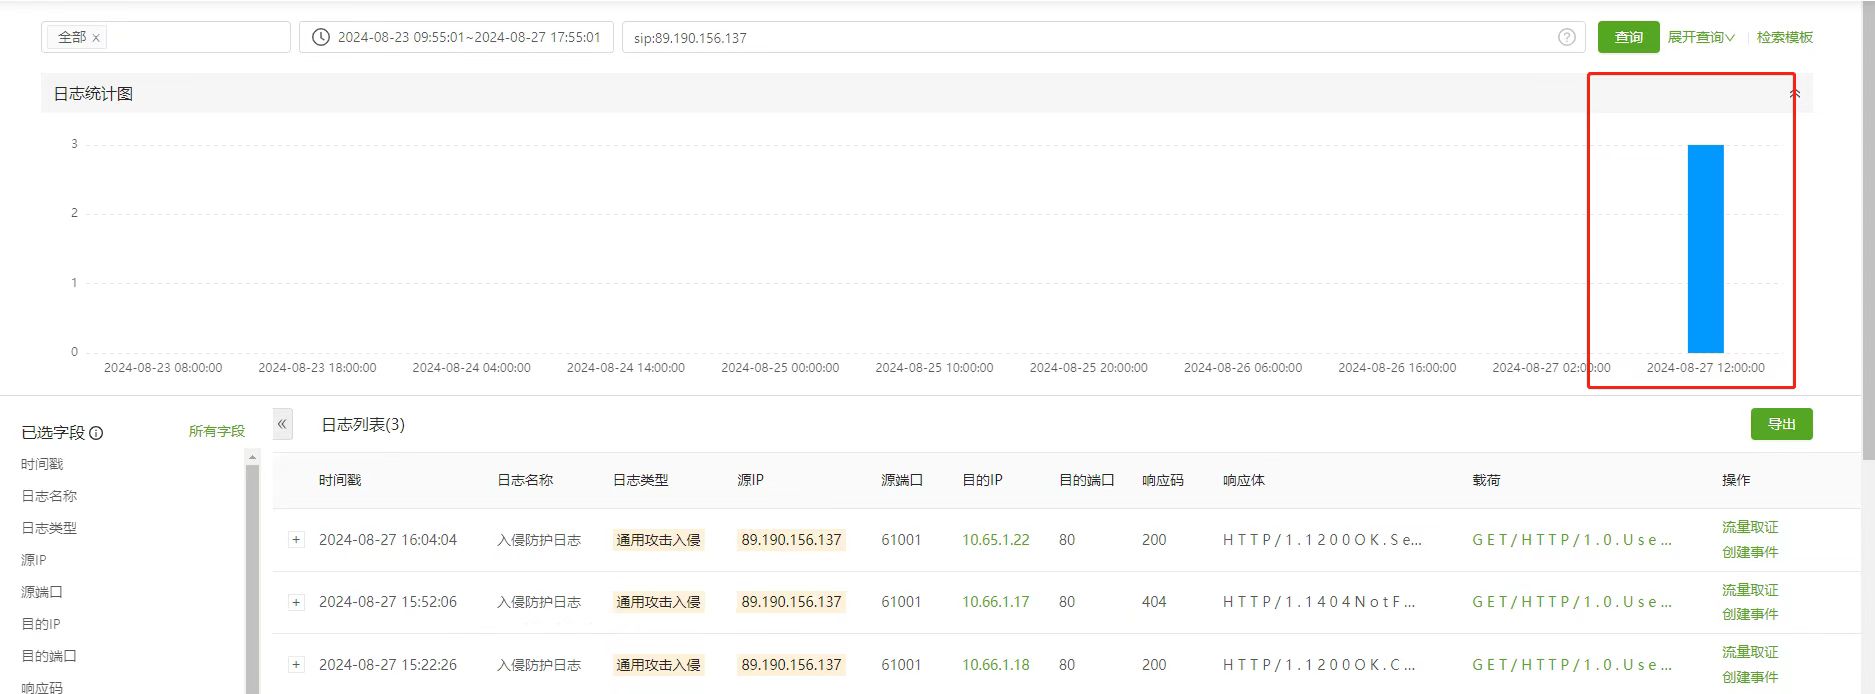 全部 ×
2024-08-23 09:55:01~2024-08-27 17:55:01
sip:89.190.156.137
查询
展开查询
检索模板
日志统计图
3
2
1
0
2024-08-23 08:00:00 2024-08-23 18:00:00 2024-08-24 04:00:00 2024-08-24 14:00:00 2024-08-25 00:00:00 2024-08-25 10:00:00 2024-08-25 20:00:00 2024-08-26 06:00:00 2024-08-26 16:00:00 2024-08-27 02:00:00 2024-08-27 12:00:00
已选字段 所有字段
时间戳
日志名称
日志类型
源IP
源端口
目的IP
目的端口
响应码
« 日志列表(3)
导出
时间戳 日志名称 日志类型 源IP 源端口 目的IP 目的端口 响应码 响应体 载荷 操作
+ 2024-08-27 16:04:04 入侵防护日志 通用攻击入侵 89.190.156.137 61001 10.65.1.22 80 200 HTTP/1.1200OK.Se... GET/HTTP/1.0.Use... 流量取证
创建事件
+ 2024-08-27 15:52:06 入侵防护日志 通用攻击入侵 89.190.156.137 61001 10.66.1.17 80 404 HTTP/1.1404NotF... GET/HTTP/1.0.Use... 流量取证
创建事件
+ 2024-08-27 15:22:26 入侵防护日志 通用攻击入侵 89.190.156.137 61001 10.66.1.18 80 200 HTTP/1.1200OK.C... GET/HTTP/1.0.Use... 流量取证
创建事件